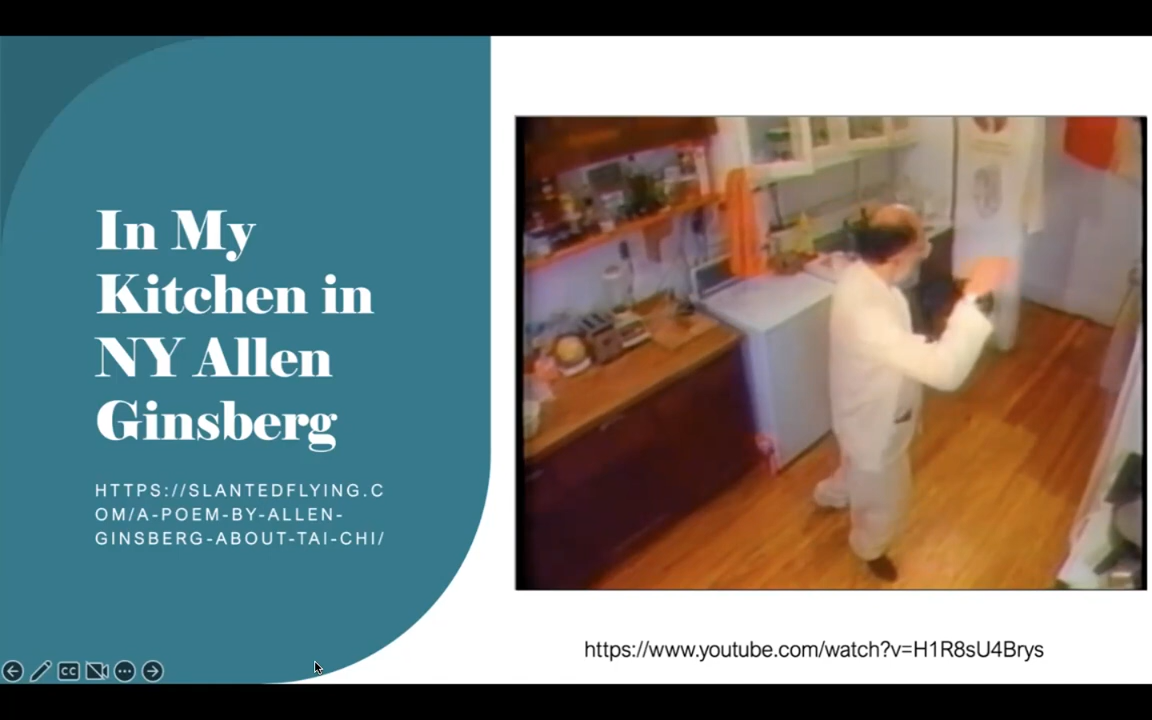 In My
Kitchen in
NY Allen
Ginsberg
HTTPS://SLANTEDFLYING.C
OM/A-POEM-BY-ALLEN-
GINSBERG-ABOUT-TAI-CHI/
https://www.youtube.com/watch?v=H1R8sU4Brys
CC